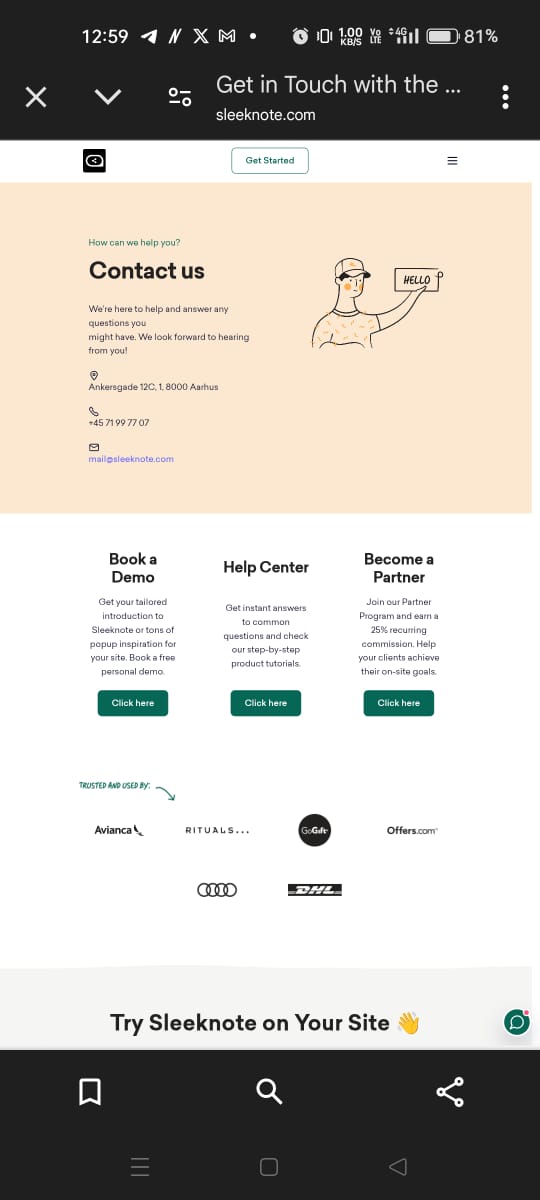 12:59
1.00 KB/S
Vo LTE
4G
81%
Get in Touch with the ...
sleeknote.com
Get Started
How can we help you?
Contact us
HELLO
We're here to help and answer any
questions you
might have. We look forward to hearing
from you!
Ankersgade 12C, 1, 8000 Aarhus
+45 71 99 77 07
mail@sleeknote.com
Book a
Demo
Get your tailored
introduction to
Sleeknote or tons of
popup inspiration for
your site. Book a free
personal demo.
Click here
Help Center
Get instant answers
to common
questions and check
our step-by-step
product tutorials.
Click here
Become a
Partner
Join our Partner
Program and earn a
25% recurring
commission. Help
your clients achieve
their on-site goals.
Click here
TRUSTED AND USED BY:
Avianca
RITUALS...
GoGift
Offers.com
DHL
Try Sleeknote on Your Site 👋